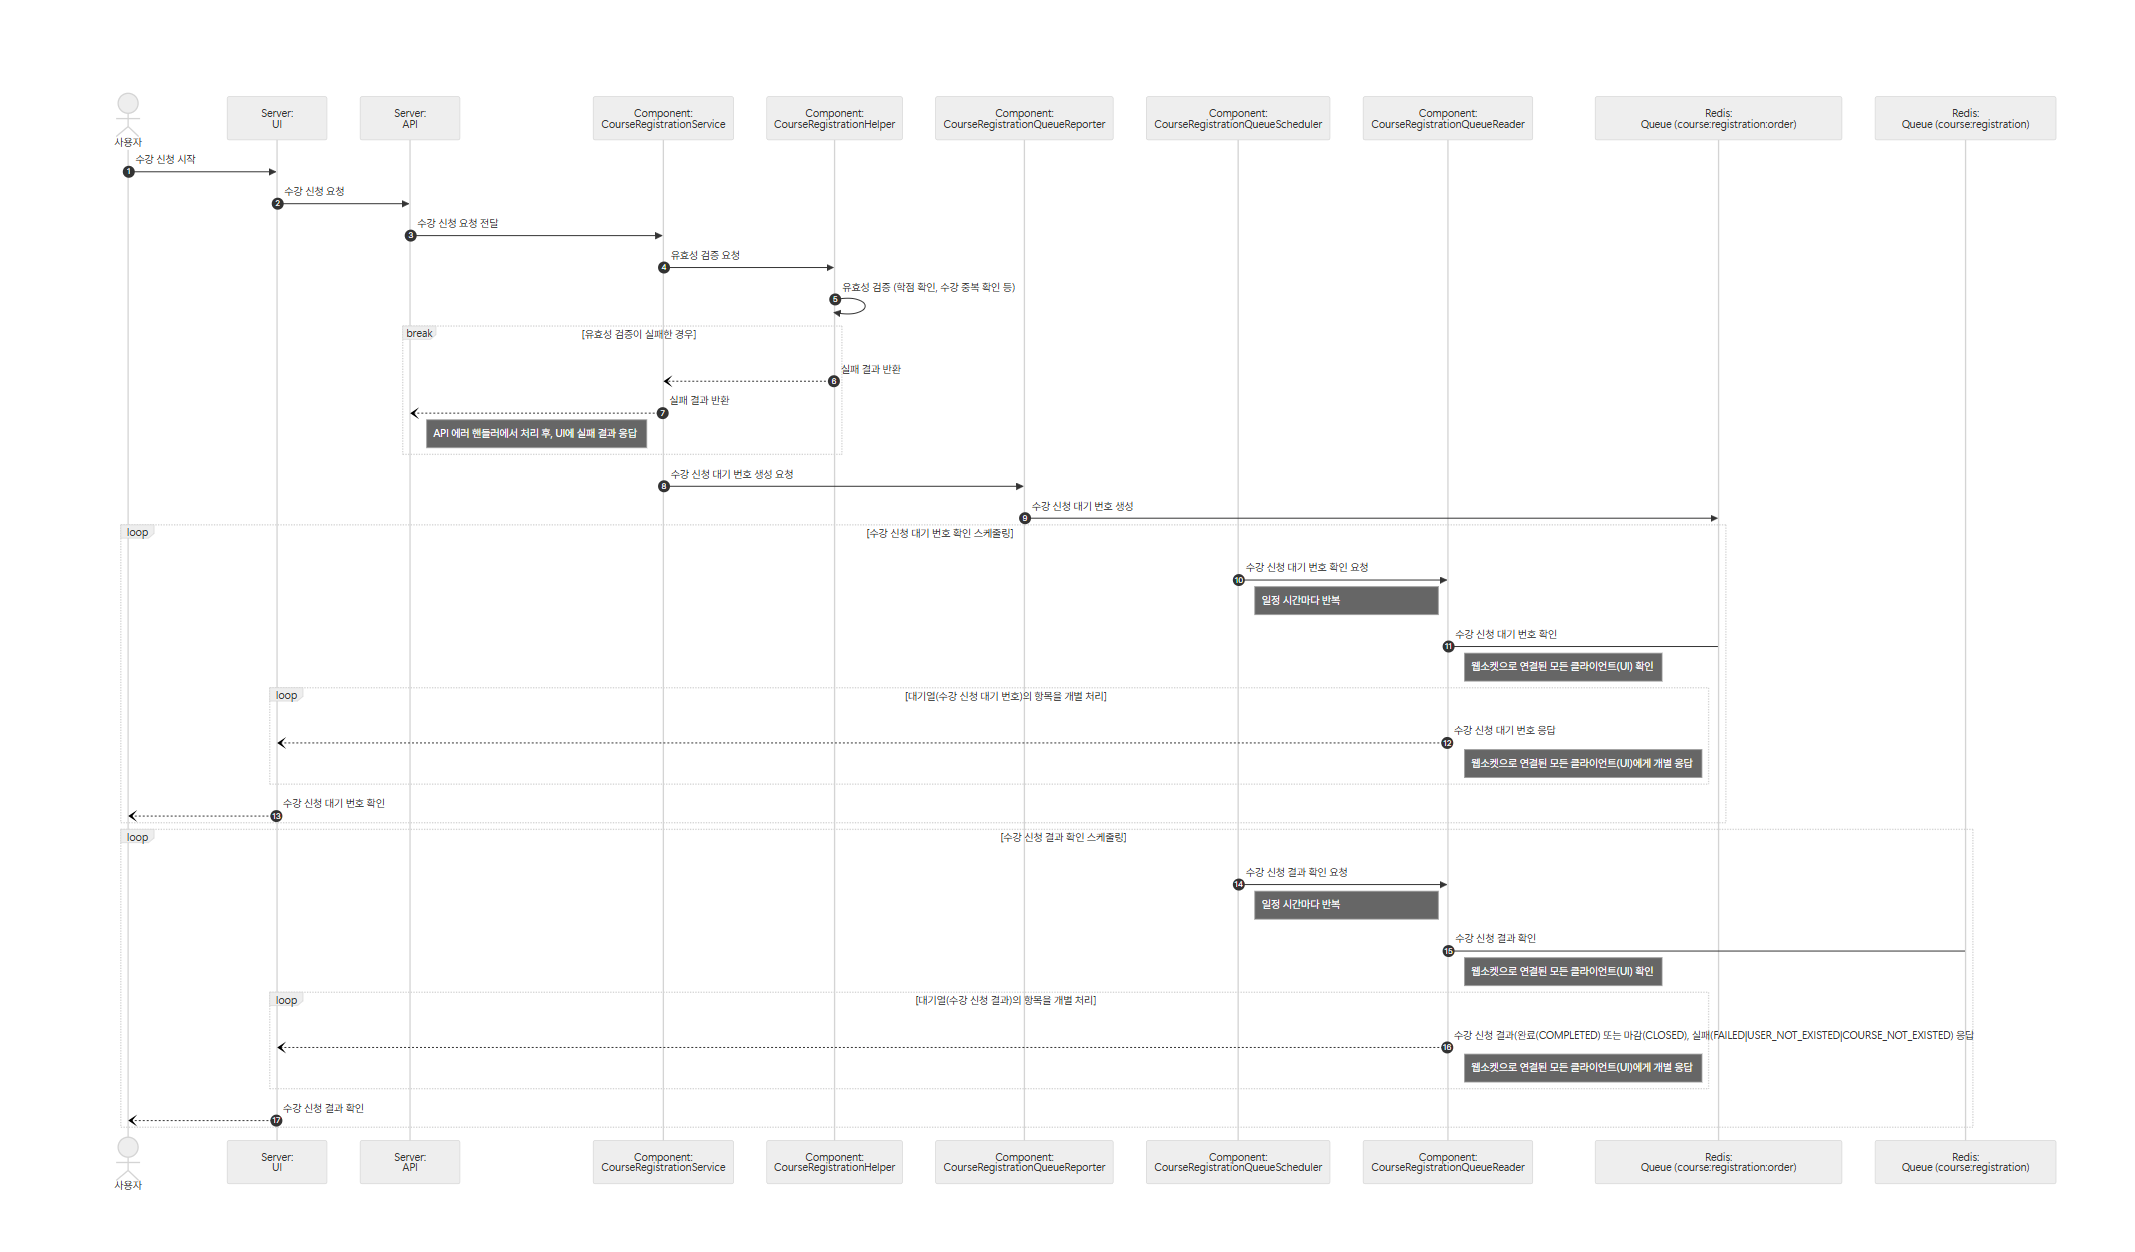 사용자
Server:
UI
Server:
API
Component:
CourseRegistrationService
Component:
CourseRegistrationHelper
Component:
CourseRegistrationQueueReporter
Component:
CourseRegistrationQueueScheduler
Component:
CourseRegistrationQueueReader
Redis:
Queue (course:registration:order)
Redis:
Queue (course:registration)
수강 신청 시작
1
수강 신청 요청
2
수강 신청 요청 전달
3
유효성 검증 요청
4
유효성 검증 (학점 확인, 수강 중복 확인 등)
5
break
[유효성 검증이 실패한 경우]
실패 결과 반환
6
실패 결과 반환
7
API 에러 핸들러에서 처리 후, UI에 실패 결과 응답
수강 신청 대기 번호 생성 요청
8
수강 신청 대기 번호 생성
9
loop
[수강 신청 대기 번호 확인 스케줄링]
수강 신청 대기 번호 확인 요청
10
일정 시간마다 반복
수강 신청 대기 번호 확인
11
웹소켓으로 연결된 모든 클라이언트(UI) 확인
loop
[대기열(수강 신청 대기 번호)의 항목을 개별 처리]
수강 신청 대기 번호 응답
12
웹소켓으로 연결된 모든 클라이언트(UI)에게 개별 응답
수강 신청 대기 번호 확인
13
loop
[수강 신청 결과 확인 스케줄링]
수강 신청 결과 확인 요청
14
일정 시간마다 반복
수강 신청 결과 확인
15
웹소켓으로 연결된 모든 클라이언트(UI) 확인
loop
[대기열(수강 신청 결과)의 항목을 개별 처리]
수강 신청 결과(완료(COMPLETED) 또는 마감(CLOSED), 실패(FAILED|USER_NOT_EXISTED|COURSE_NOT_EXISTED) 응답
16
웹소켓으로 연결된 모든 클라이언트(UI)에게 개별 응답
수강 신청 결과 확인
17
사용자
Server:
UI
Server:
API
Component:
CourseRegistrationService
Component:
CourseRegistrationHelper
Component:
CourseRegistrationQueueReporter
Component:
CourseRegistrationQueueScheduler
Component:
CourseRegistrationQueueReader
Redis:
Queue (course:registration:order)
Redis:
Queue (course:registration)